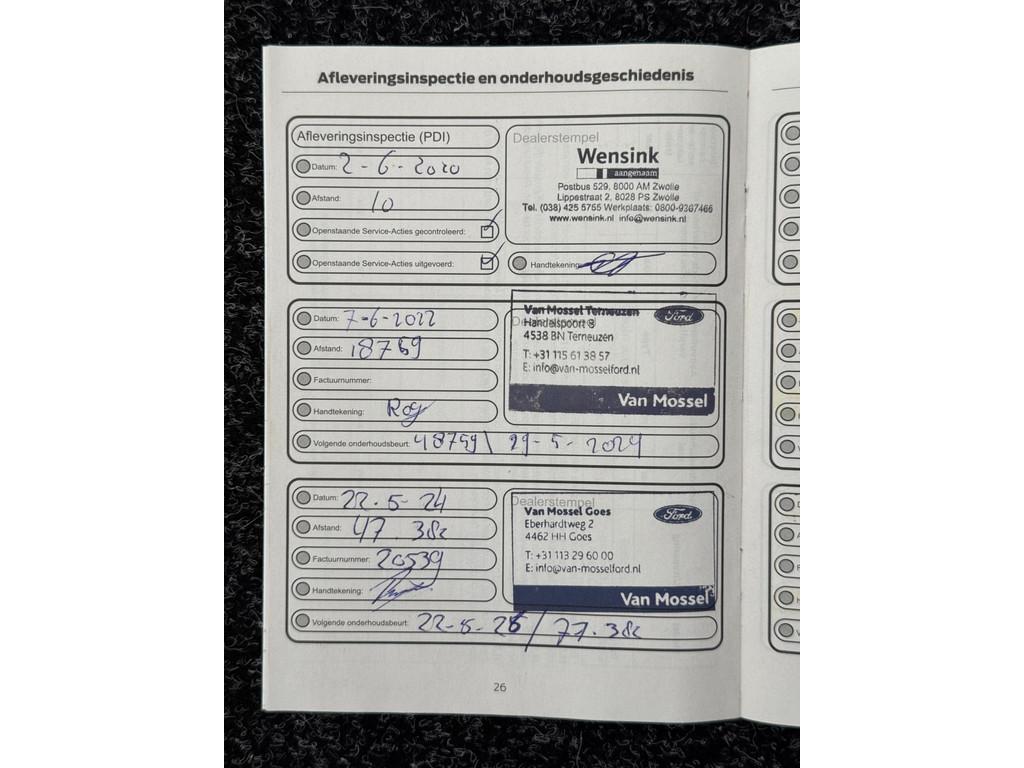 Afleveringsinspectie en onderhoudsgeschiedenis
Afleveringsinspectie (PDI)
Datum: 2-6-2020
Afstand: 10
Openstaande Service-Acties gecontroleerd:
Openstaande Service-Acties uitgevoerd:
Dealerstempel
Wensink
aangenaam
Postbus 529, 8000 AM Zwolle
Lippestraat 2, 8028 PS Zwolle
Tel. (038) 425 5755 Werkplaats: 0800-9367466
www.wensink.nl info@wensink.nl
Handtekening:
Datum: 7-6-2022
Afstand: 18759
Factuurnummer:
Handtekening: Roy
Volgende onderhoudsbeurt: 48759 \ 29-5-2024
Van Mossel Terneuzen
Handelspoort 8
4538 BN Terneuzen
T: +31 115 61 38 57
E: info@van-mosselford.nl
Ford
Van Mossel
Datum: 22-5-24
Afstand: 47.382
Factuurnummer: 20539
Handtekening:
Volgende onderhoudsbeurt: 22-5-26 / 77.382
Dealerstempel
Van Mossel Goes
Eberhardtweg 2
4462 HH Goes
T: +31 113 29 60 00
E: info@van-mosselford.nl
Ford
Van Mossel
26